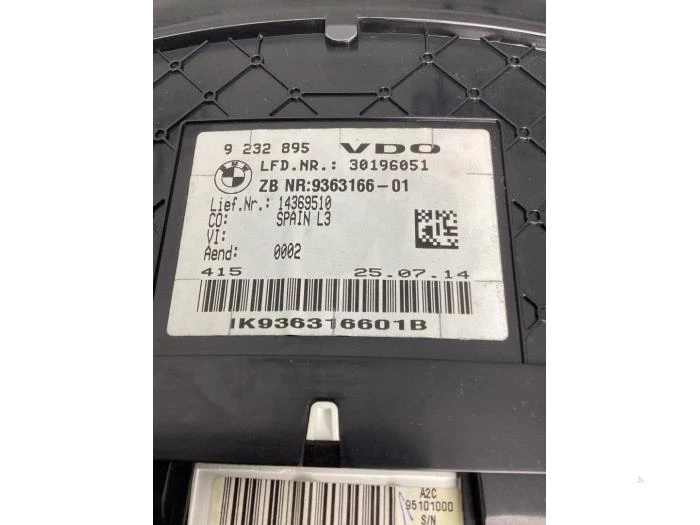 9 232 895 VDO
BMW
LFD.NR.: 30196051
ZB NR:9363166-01
Lief.Nr.: 14369510
CO: SPAIN L3
VI:
Aend: 0002
415 25.07.14
IK936316601B
A2C
95101000
S/N